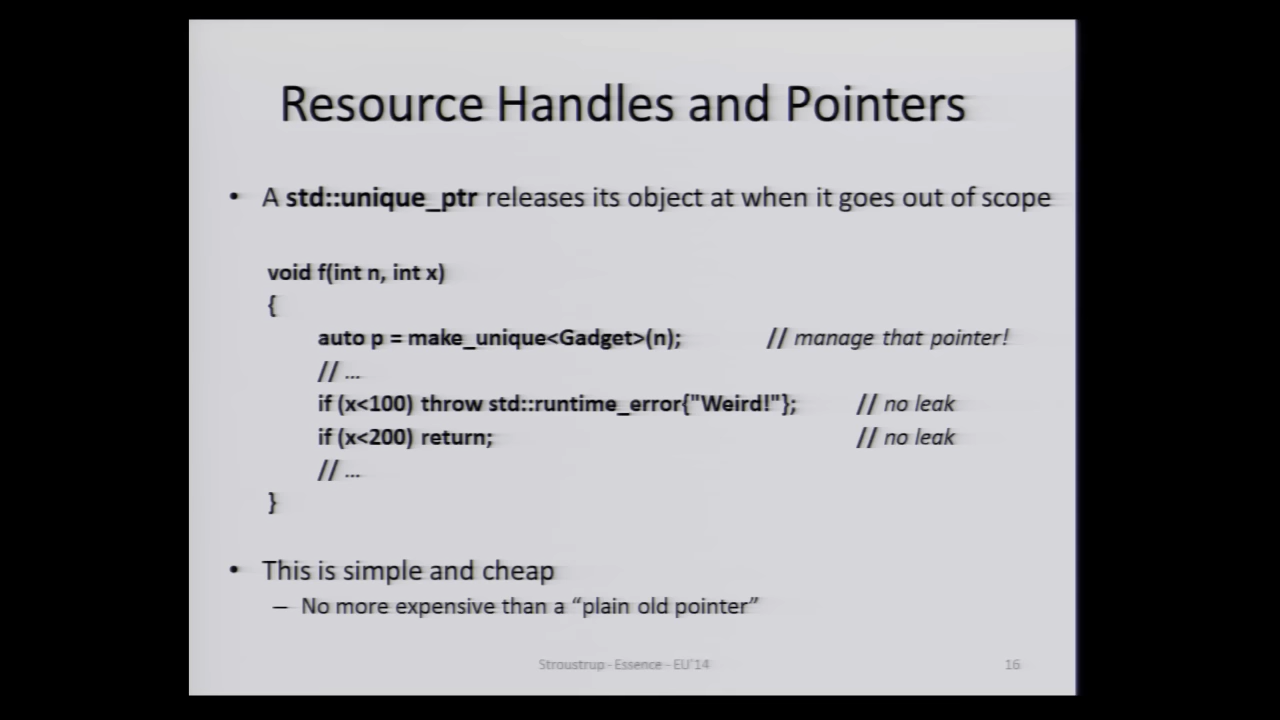 Resource Handles and Pointers
• A std::unique_ptr releases its object at when it goes out of scope
void f(int n, int x)
{
auto p = make_unique<Gadget>(n); // manage that pointer!
// ...
if (x<100) throw std::runtime_error{"Weird!"}; // no leak
if (x<200) return; // no leak
// ...
}
• This is simple and cheap
– No more expensive than a “plain old pointer”
Stroustrup - Essence - EU'14 16